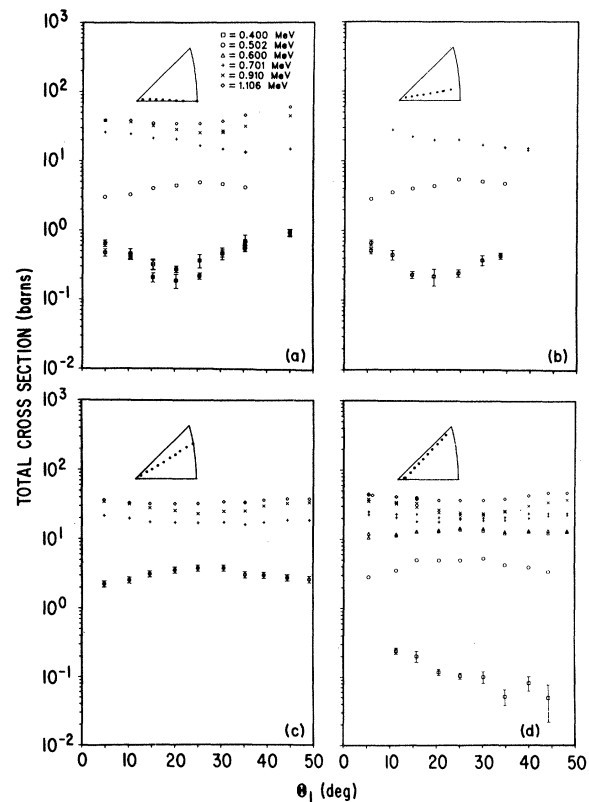 TOTAL CROSS SECTION (barns)
10³
10²
10¹
10⁰
10⁻¹
10⁻²
□ = 0.400 MeV
○ = 0.502 MeV
△ = 0.600 MeV
+ = 0.701 MeV
× = 0.910 MeV
◇ = 1.106 MeV
(a)
(b)
10³
10²
10¹
10⁰
10⁻¹
10⁻²
(c)
(d)
0 10 20 30 40 50
0 10 20 30 40 50
Θ₁ (deg)